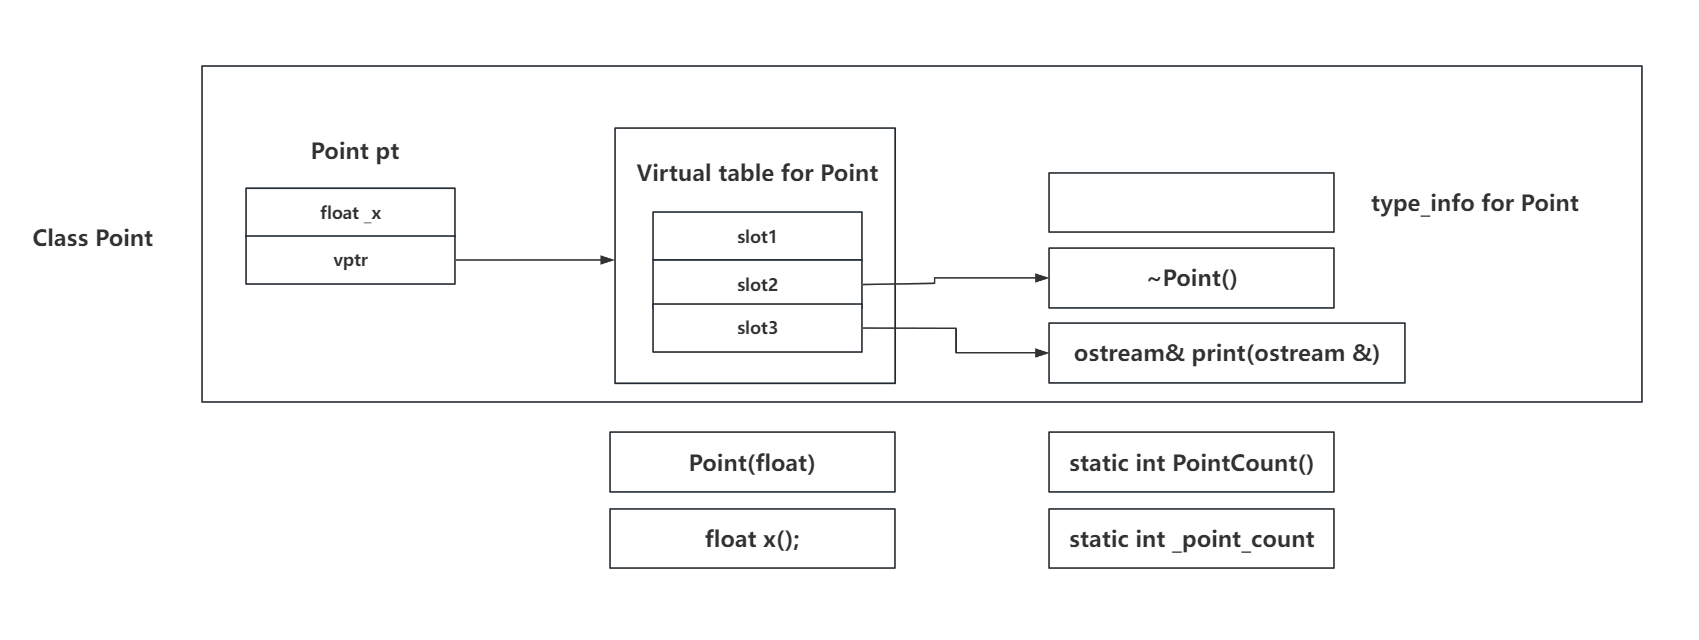 Class Point
Point pt
float _x
vptr
Virtual table for Point
slot1
slot2
slot3
type_info for Point
~Point()
ostream& print(ostream &)
Point(float)
static int PointCount()
float x();
static int _point_count